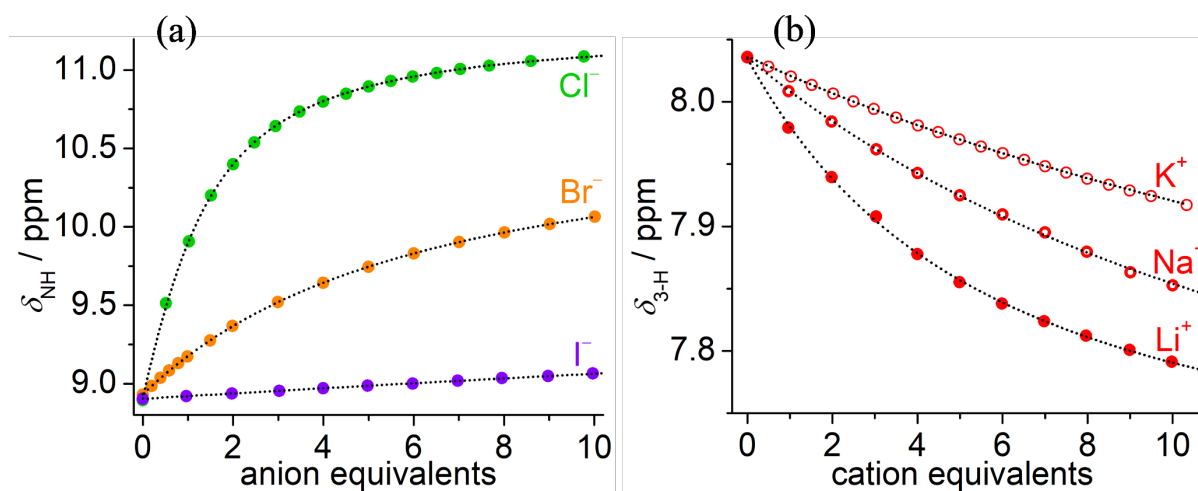 (a)
11.0
10.5
10.0
9.5
9.0
δNH / ppm
Cl⁻
Br⁻
I⁻
0 2 4 6 8 10
anion equivalents
(b)
8.0
7.9
7.8
δ3-H / ppm
K⁺
Na⁺
Li⁺
0 2 4 6 8 10
cation equivalents